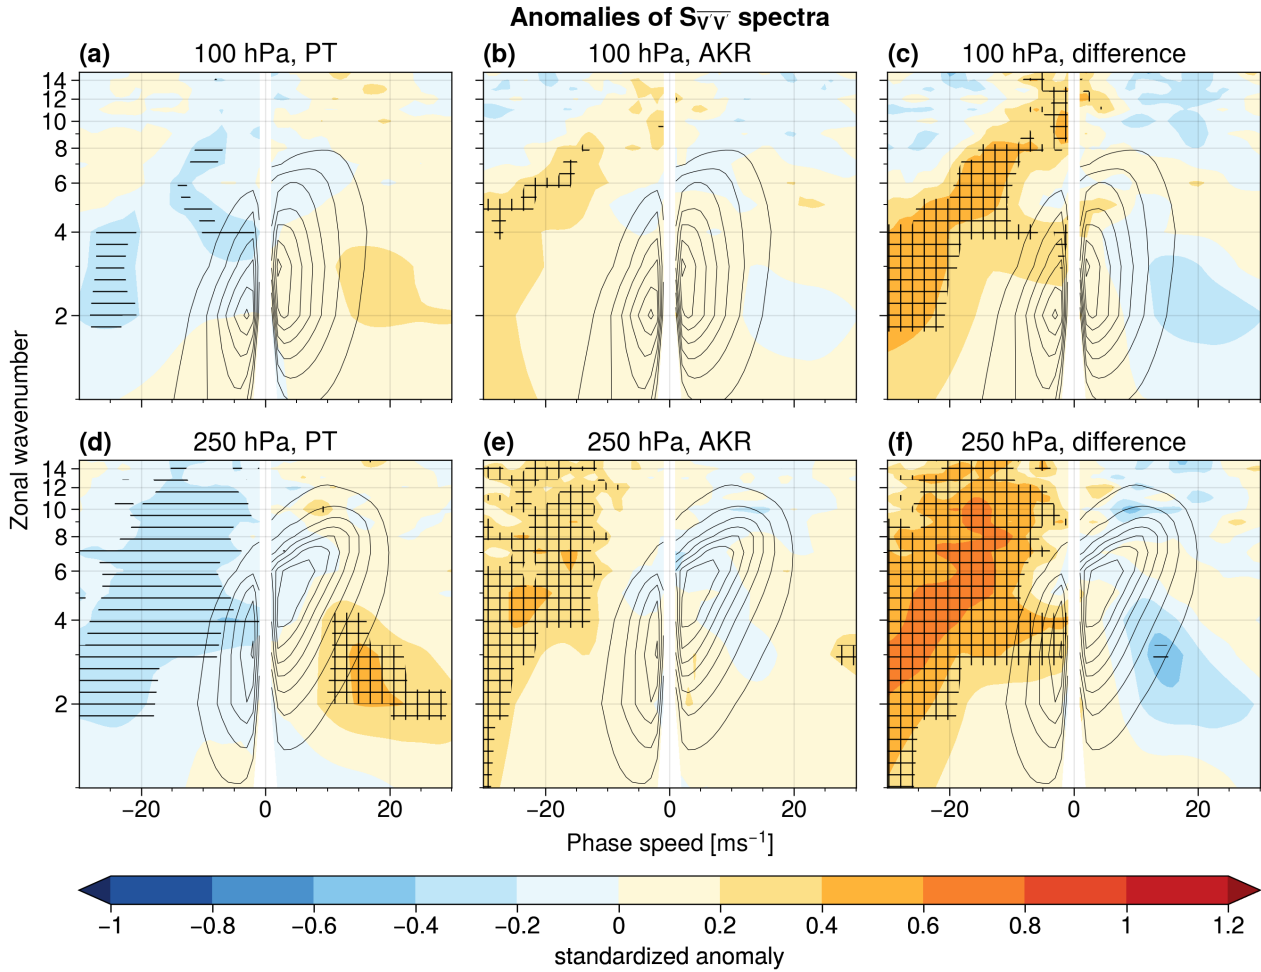 Anomalies of S_{\overline{V'V'}} spectra
(a) 100 hPa, PT
(b) 100 hPa, AKR
(c) 100 hPa, difference
14
12
10
8
6
4
2
(d) 250 hPa, PT
(e) 250 hPa, AKR
(f) 250 hPa, difference
14
12
10
8
6
4
2
Zonal wavenumber
−20 0 20
−20 0 20
−20 0 20
Phase speed [ms⁻¹]
−1 −0.8 −0.6 −0.4 −0.2 0 0.2 0.4 0.6 0.8 1 1.2
standardized anomaly